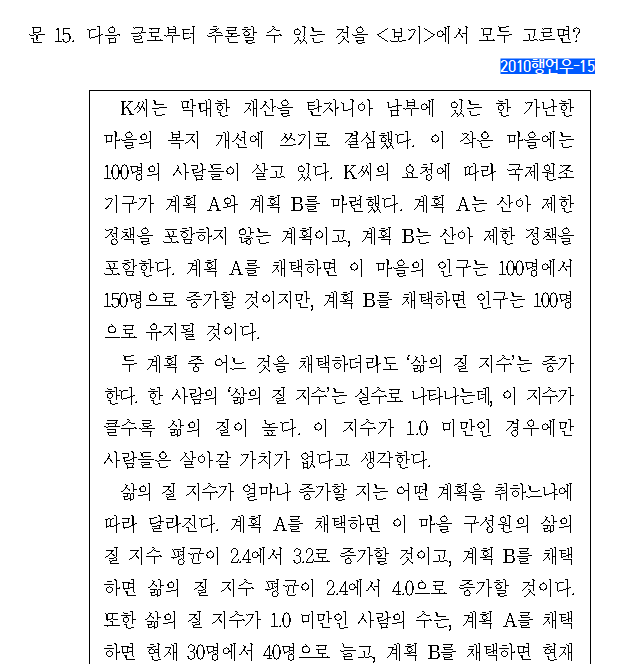 문 15. 다음 글로부터 추론할 수 있는 것을 <보기>에서 모두 고르면?
2010행언우-15
K씨는 막대한 재산을 탄자니아 남부에 있는 한 가난한
마을의 복지 개선에 쓰기로 결심했다. 이 작은 마을에는
100명의 사람들이 살고 있다. K씨의 요청에 따라 국제원조
기구가 계획 A와 계획 B를 마련했다. 계획 A는 산아 제한
정책을 포함하지 않는 계획이고, 계획 B는 산아 제한 정책을
포함한다. 계획 A를 채택하면 이 마을의 인구는 100명에서
150명으로 증가할 것이지만, 계획 B를 채택하면 인구는 100명
으로 유지될 것이다.
두 계획 중 어느 것을 채택하더라도 ‘삶의 질 지수’는 증가
한다. 한 사람의 ‘삶의 질 지수’는 실수로 나타나는데, 이 지수가
클수록 삶의 질이 높다. 이 지수가 1.0 미만인 경우에만
사람들은 살아갈 가치가 없다고 생각한다.
삶의 질 지수가 얼마나 증가할 지는 어떤 계획을 취하느냐에
따라 달라진다. 계획 A를 채택하면 이 마을 구성원의 삶의
질 지수 평균이 2.4에서 3.2로 증가할 것이고, 계획 B를 채택
하면 삶의 질 지수 평균이 2.4에서 4.0으로 증가할 것이다.
또한 삶의 질 지수가 1.0 미만인 사람의 수는, 계획 A를 채택
하면 현재 30명에서 40명으로 늘고, 계획 B를 채택하면 현재